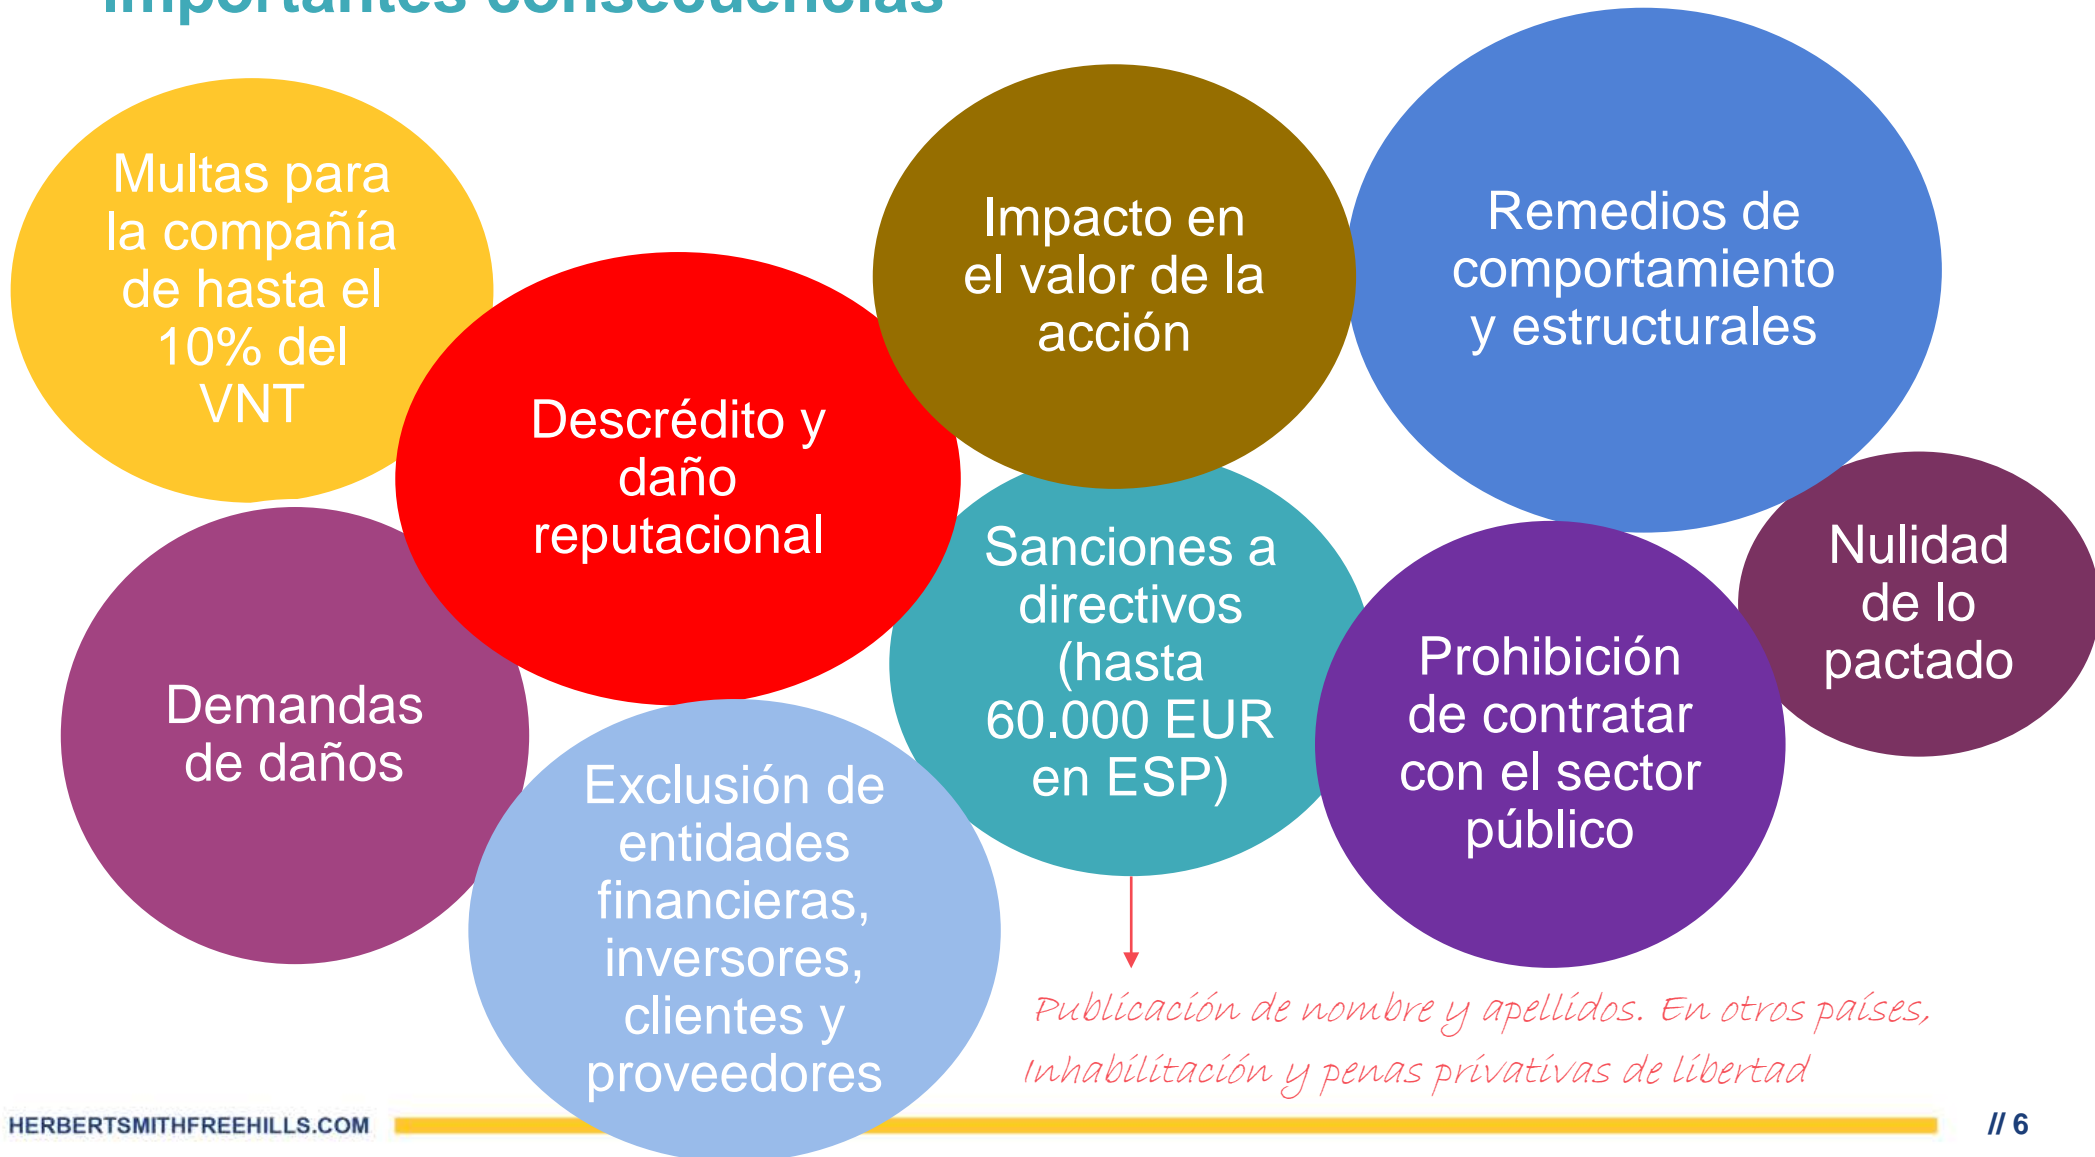 Importantes consecuencias
Multas para
la compañía
de hasta el
10% del
VNT
Descrédito y
daño
reputacional
Impacto en
el valor de la
acción
Remedios de
comportamiento
y estructurales
Demandas
de daños
Exclusión de
entidades
financieras,
inversores,
clientes y
proveedores
Sanciones a
directivos
(hasta
60.000 EUR
en ESP)
Prohibición
de contratar
con el sector
público
Nulidad
de lo
pactado
Publicación de nombre y apellidos. En otros países,
Inhabilitación y penas privativas de libertad
HERBERTSMITHFREEHILLS.COM
// 6